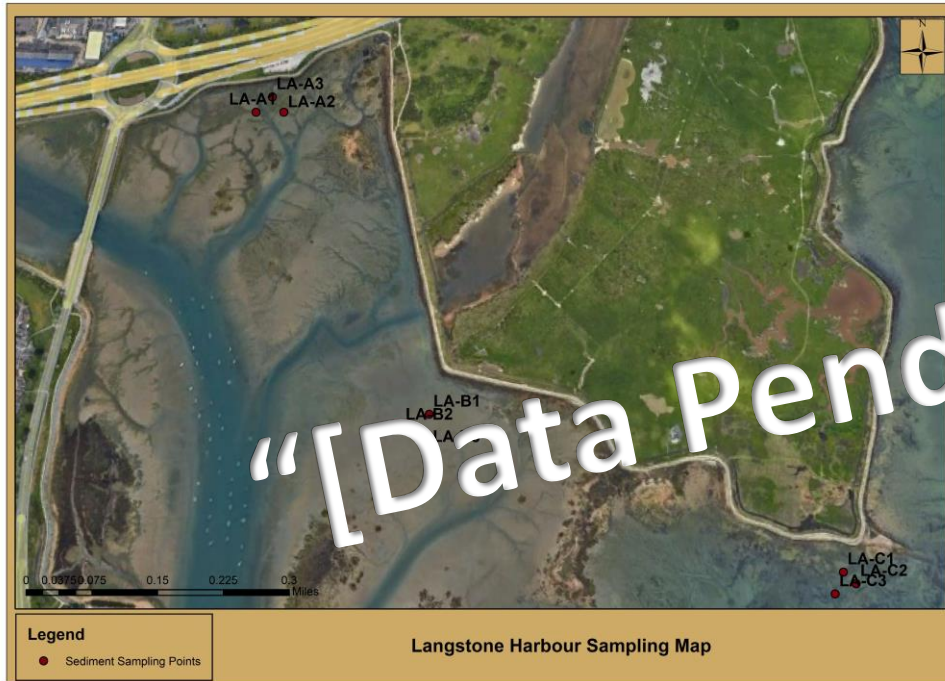 N
LA-A3
LA-A1
LA-A2
LA-B1
LA-B2
"[Data Pend
LA-C1
LA-C2
LA-C3
0 0.0375 0.075 0.15 0.225 0.3
Miles
Legend
Sediment Sampling Points
Langstone Harbour Sampling Map